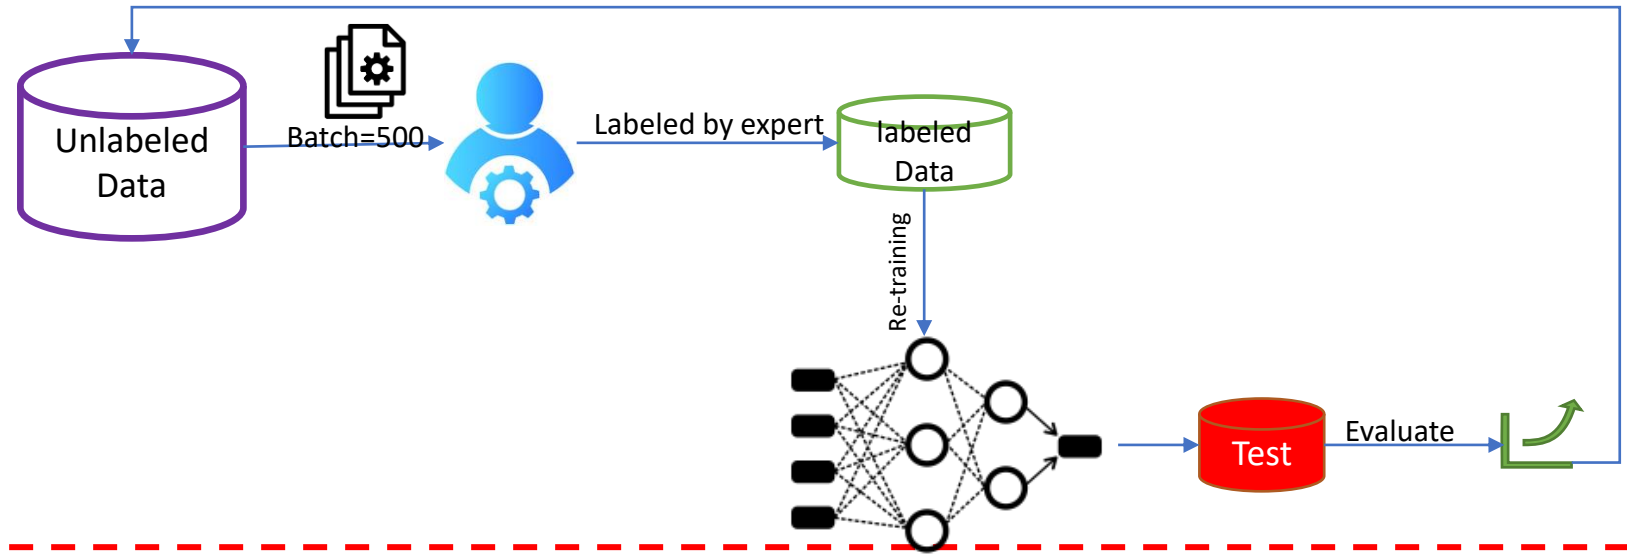 Unlabeled
Data
Batch=500
Labeled by expert
labeled
Data
Re-training
Test
Evaluate